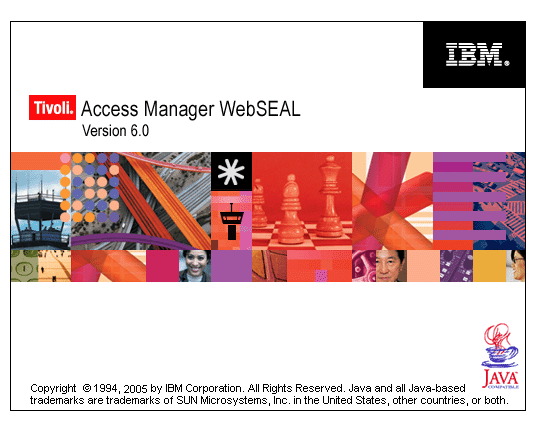 IBM®
Tivoli. Access Manager WebSEAL
Version 6.0
JAVA
COMPATIBLE
Copyright © 1994, 2005 by IBM Corporation. All Rights Reserved. Java and all Java-based
trademarks are trademarks of SUN Microsystems, Inc. in the United States, other countries, or both.